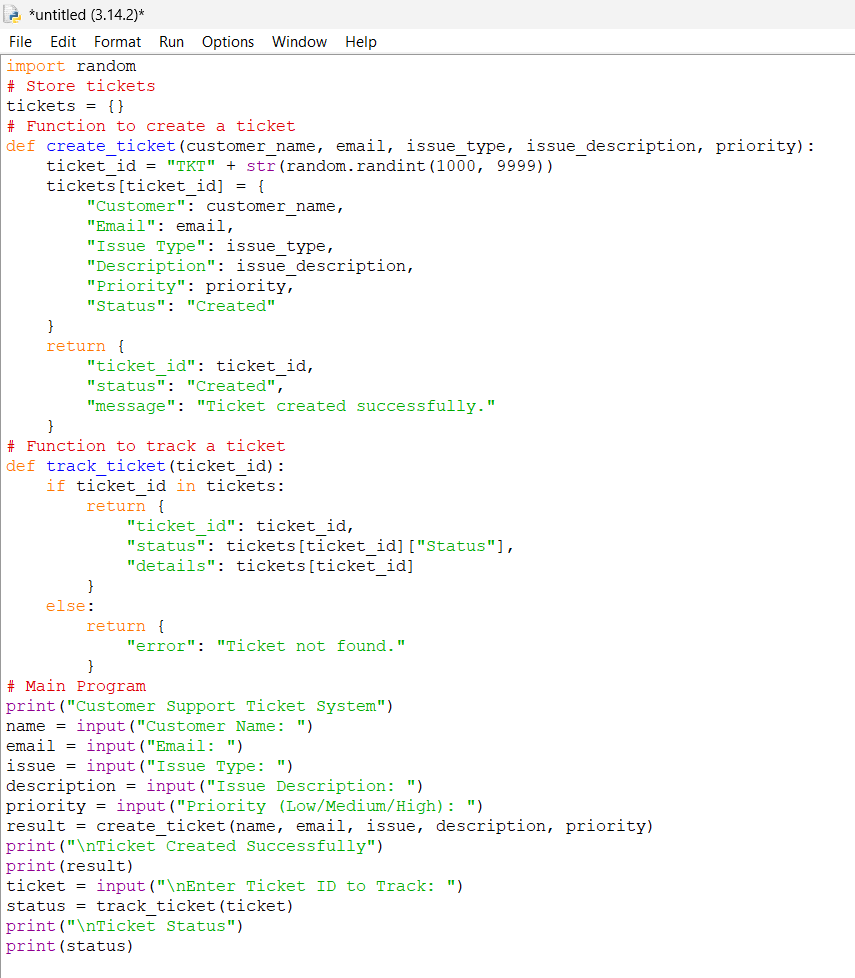 *untitled (3.14.2)*
File Edit Format Run Options Window Help
import random
# Store tickets
tickets = {}
# Function to create a ticket
def create_ticket(customer_name, email, issue_type, issue_description, priority):
    ticket_id = "TKT" + str(random.randint(1000, 9999))
    tickets[ticket_id] = {
        "Customer": customer_name,
        "Email": email,
        "Issue Type": issue_type,
        "Description": issue_description,
        "Priority": priority,
        "Status": "Created"
    }
    return {
        "ticket_id": ticket_id,
        "status": "Created",
        "message": "Ticket created successfully."
    }
# Function to track a ticket
def track_ticket(ticket_id):
    if ticket_id in tickets:
        return {
            "ticket_id": ticket_id,
            "status": tickets[ticket_id]["Status"],
            "details": tickets[ticket_id]
        }
    else:
        return {
            "error": "Ticket not found."
        }
# Main Program
print("Customer Support Ticket System")
name = input("Customer Name: ")
email = input("Email: ")
issue = input("Issue Type: ")
description = input("Issue Description: ")
priority = input("Priority (Low/Medium/High): ")
result = create_ticket(name, email, issue, description, priority)
print("\nTicket Created Successfully")
print(result)
ticket = input("\nEnter Ticket ID to Track: ")
status = track_ticket(ticket)
print("\nTicket Status")
print(status)